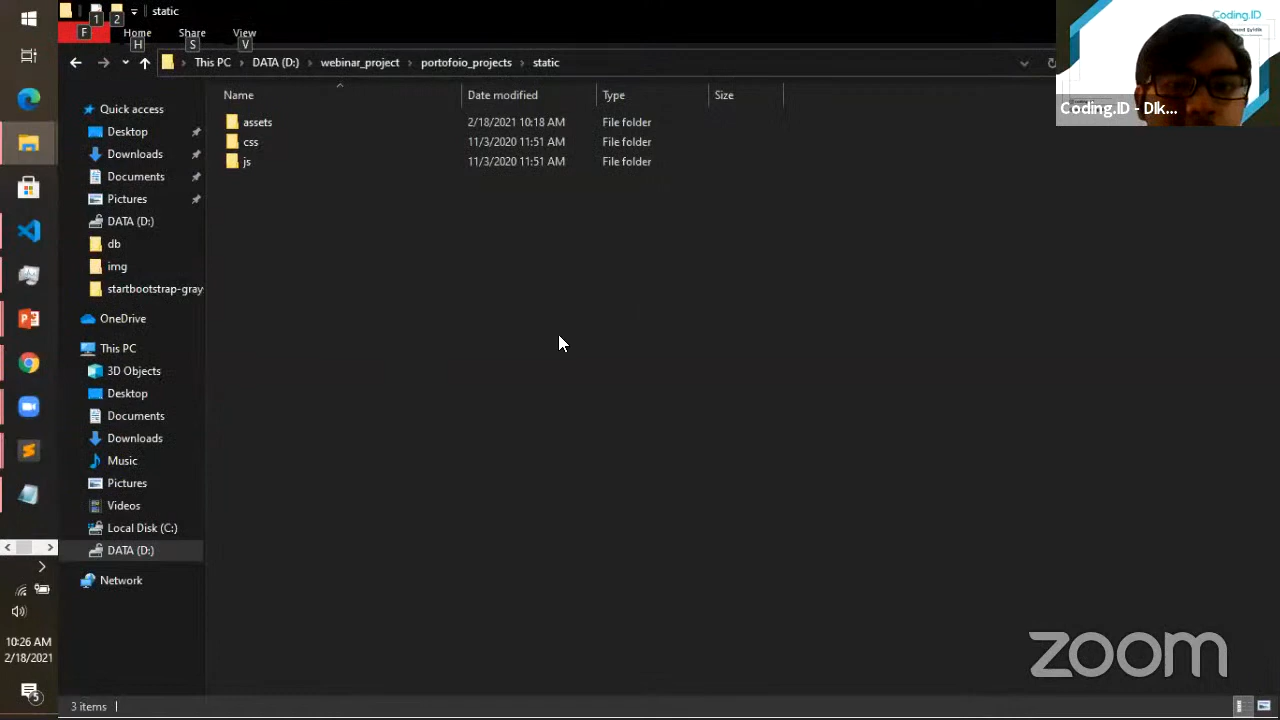 1 2 static
F Home Share View
H S V
This PC DATA (D:) webinar_project portofoio_projects static
Name Date modified Type Size
assets 2/18/2021 10:18 AM File folder
css 11/3/2020 11:51 AM File folder
js 11/3/2020 11:51 AM File folder
Quick access
Desktop
Downloads
Documents
Pictures
DATA (D:)
db
img
startbootstrap-gray
OneDrive
This PC
3D Objects
Desktop
Documents
Downloads
Music
Pictures
Videos
Local Disk (C:)
DATA (D:)
Network
3 items
10:26 AM
2/18/2021
5
Coding.ID
Coding.ID - Dik...
zoom